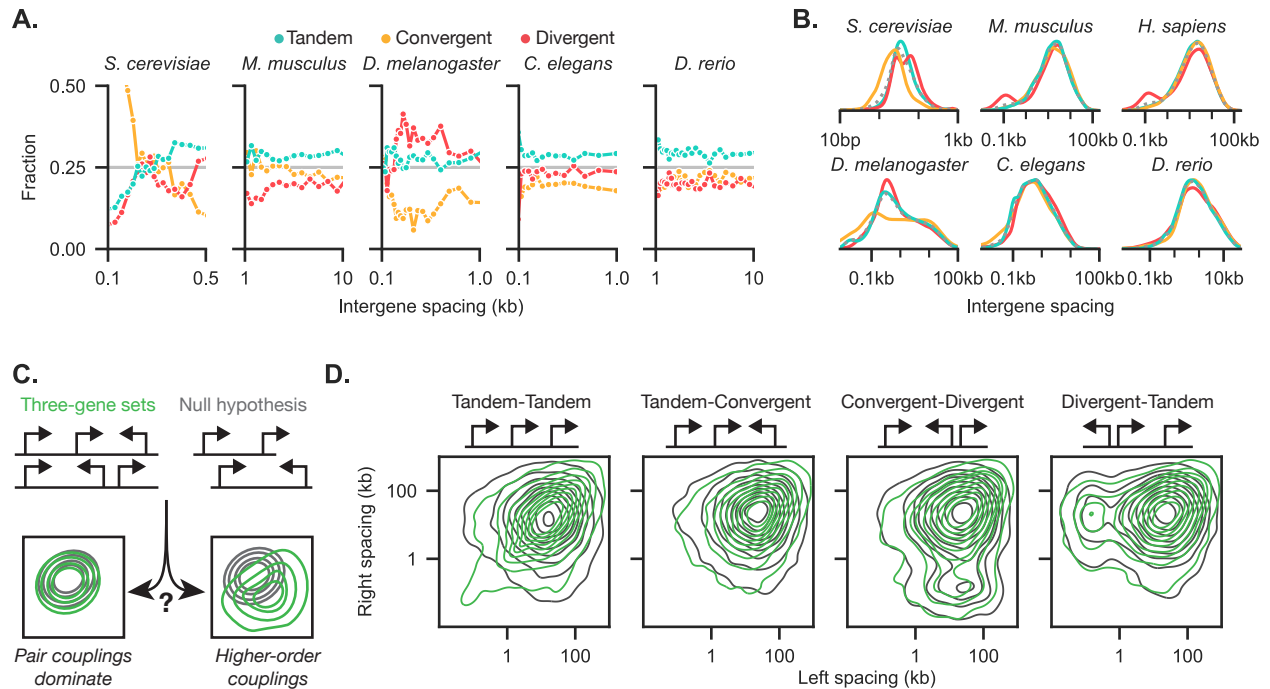 A.
Tandem Convergent Divergent
S. cerevisiae M. musculus D. melanogaster C. elegans D. rerio
Fraction
0.50
0.25
0.00
0.1 0.5 1 10 0.1 1.0 0.1 1.0 1 10
Intergene spacing (kb)
B.
S. cerevisiae M. musculus H. sapiens
10bp 1kb 0.1kb 100kb 0.1kb 100kb
D. melanogaster C. elegans D. rerio
0.1kb 100kb 0.1kb 100kb 0.1kb 10kb
Intergene spacing
C.
Three-gene sets Null hypothesis
?
Pair couplings
dominate
Higher-order
couplings
D.
Tandem-Tandem Tandem-Convergent Convergent-Divergent Divergent-Tandem
Right spacing (kb)
100
1
1 100 1 100 1 100 1 100
Left spacing (kb)